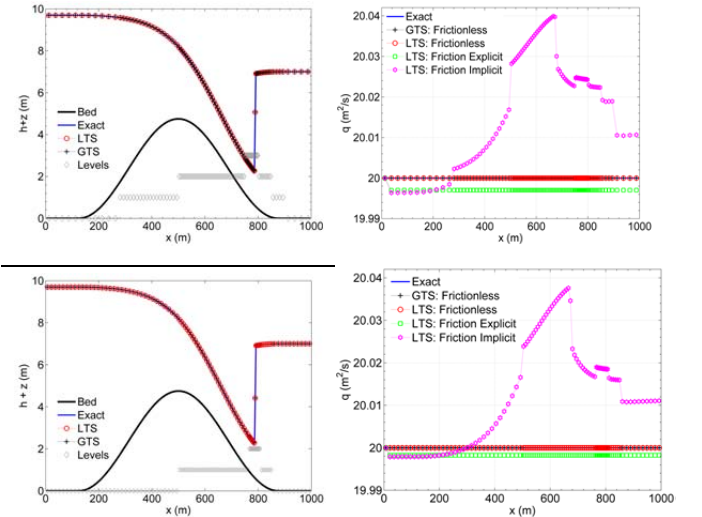 10
8
6
4
2
0
h+z (m)
Bed
Exact
LTS
GTS
Levels
0 200 400 600 800 1000
x (m)
20.04
20.03
20.02
20.01
20
19.99
q (m²/s)
Exact
GTS: Frictionless
LTS: Frictionless
LTS: Friction Explicit
LTS: Friction Implicit
0 200 400 600 800 1000
x (m)
10
8
6
4
2
0
h + z (m)
Bed
Exact
LTS
GTS
Levels
0 200 400 600 800 1000
x (m)
20.04
20.03
20.02
20.01
20
19.99
q (m²/s)
Exact
GTS: Frictionless
LTS: Frictionless
LTS: Friction Explicit
LTS: Friction Implicit
0 200 400 600 800 1000
x (m)